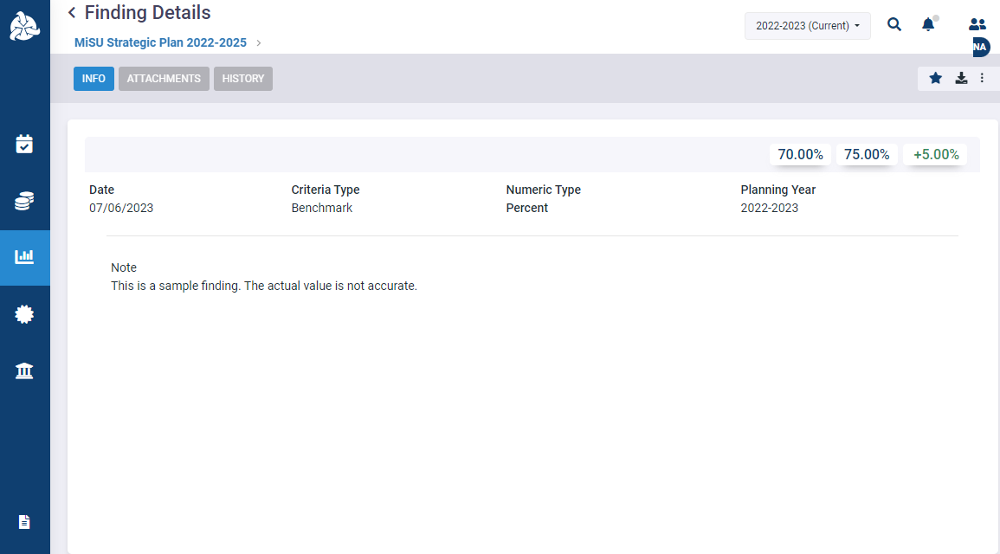 Finding Details
2022-2023 (Current)
MiSU Strategic Plan 2022-2025
NA
INFO ATTACHMENTS HISTORY
70.00% 75.00% +5.00%
Date Criteria Type Numeric Type Planning Year
07/06/2023 Benchmark Percent 2022-2023
Note
This is a sample finding. The actual value is not accurate.